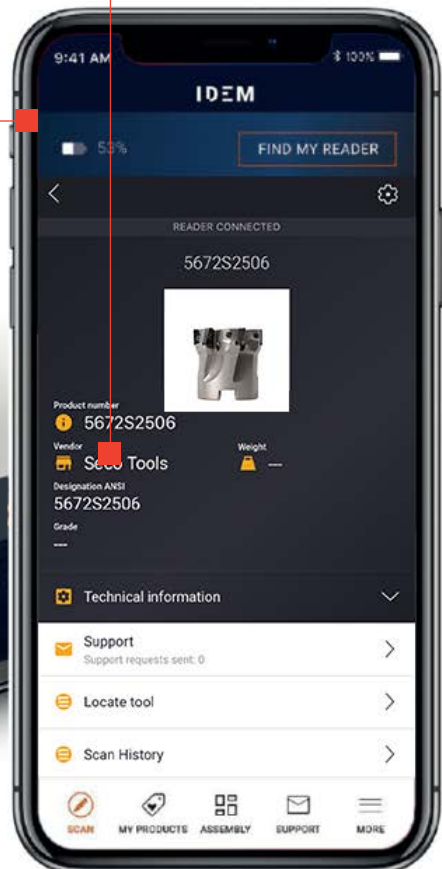 9:41 AM 100%
IDEM
53% FIND MY READER
READER CONNECTED
5672S2506
Product number
5672S2506
Vendor Weight
Seco Tools ---
Designation ANSI
5672S2506
Grade
---
Technical information
Support
Support requests sent: 0
Locate tool
Scan History
SCAN MY PRODUCTS ASSEMBLY SUPPORT MORE